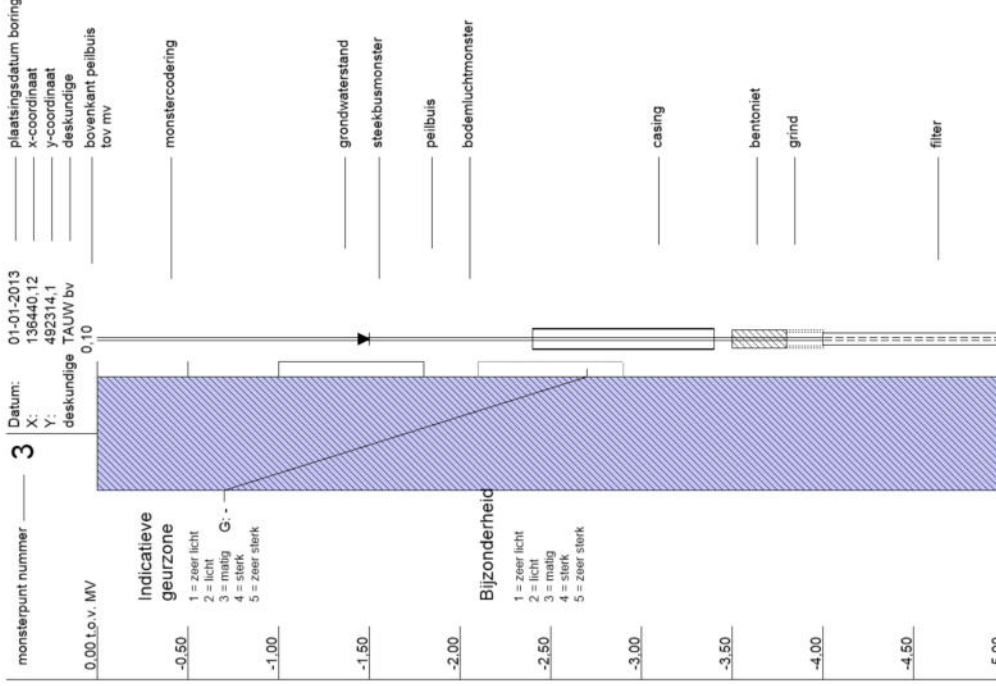 monsterpunt nummer
3
Datum: 01-01-2013
X: 136440,12
Y: 492314,1
deskundige TAUW bv
0,10
plaatsingsdatum boring
x-coordinaat
y-coordinaat
deskundige
bovenkant peilbuis
tov mv
0,00 t.o.v. MV
-0,50
-1,00
-1,50
-2,00
-2,50
-3,00
-3,50
-4,00
-4,50
-5,00
Indicatieve
geurzone
1 = zeer licht
2 = licht
3 = matig
4 = sterk
5 = zeer sterk
G: -
Bijzonderheid
1 = zeer licht
2 = licht
3 = matig
4 = sterk
5 = zeer sterk
monstercodering
grondwaterstand
steekbusmonster
peilbuis
bodemluchtmonster
casing
bentoniet
grind
filter